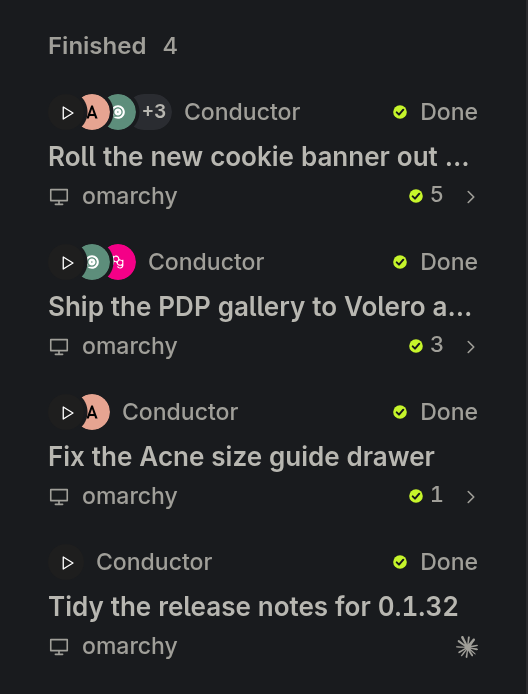 Finished 4
A +3 Conductor Done
Roll the new cookie banner out ...
omarchy 5
Conductor Done
Ship the PDP gallery to Volero a...
omarchy 3
A Conductor Done
Fix the Acne size guide drawer
omarchy 1
Conductor Done
Tidy the release notes for 0.1.32
omarchy